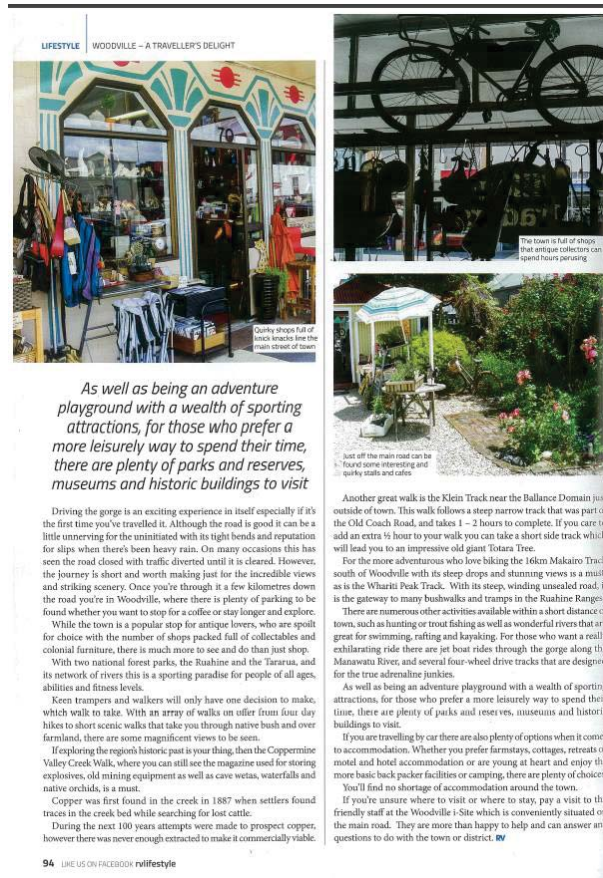 LIFESTYLE WOODVILLE – A TRAVELLER'S DELIGHT
79
Quirky shops full of
knick knacks line the
main street of town
The town is full of shops
that antique collectors can
spend hours perusing
Just off the main road can be
found some interesting and
quirky stalls and cafes
As well as being an adventure
playground with a wealth of sporting
attractions, for those who prefer a
more leisurely way to spend their time,
there are plenty of parks and reserves,
museums and historic buildings to visit
Driving the gorge is an exciting experience in itself especially if it's
the first time you've travelled it. Although the road is good it can be a
little unnerving for the uninitiated with its tight bends and reputation
for slips when there's been heavy rain. On many occasions this has
seen the road closed with traffic diverted until it is cleared. However,
the journey is short and worth making just for the incredible views
and striking scenery. Once you're through it a few kilometres down
the road you're in Woodville, where there is plenty of parking to be
found whether you want to stop for a coffee or stay longer and explore.
While the town is a popular stop for antique lovers, who are spoilt
for choice with the number of shops packed full of collectables and
colonial furniture, there is much more to see and do than just shop.
With two national forest parks, the Ruahine and the Tararua, and
its network of rivers this is a sporting paradise for people of all ages,
abilities and fitness levels.
Keen trampers and walkers will only have one decision to make,
which walk to take. With an array of walks on offer from four day
hikes to short scenic walks that take you through native bush and over
farmland, there are some magnificent views to be seen.
If exploring the region's historic past is your thing, then the Coppermine
Valley Creek Walk, where you can still see the magazine used for storing
explosives, old mining equipment as well as cave wetas, waterfalls and
native orchids, is a must.
Copper was first found in the creek in 1887 when settlers found
traces in the creek bed while searching for lost cattle.
During the next 100 years attempts were made to prospect copper,
however there was never enough extracted to make it commercially viable.
Another great walk is the Klein Track near the Ballance Domain jus
outside of town. This walk follows a steep narrow track that was part o
the Old Coach Road, and takes 1 – 2 hours to complete. If you care t
add an extra ½ hour to your walk you can take a short side track whic
will lead you to an impressive old giant Totara Tree.
For the more adventurous who love biking the 16km Makairo Trac
south of Woodville with its steep drops and stunning views is a mus
as is the Whariti Peak Track. With its steep, winding unsealed road, i
is the gateway to many bushwalks and tramps in the Ruahine Ranges
There are numerous other activities available within a short distance o
town, such as hunting or trout fishing as well as wonderful rivers that ar
great for swimming, rafting and kayaking. For those who want a reall
exhilarating ride there are jet boat rides through the gorge along th
Manawatu River, and several four-wheel drive tracks that are designe
for the true adrenaline junkies.
As well as being an adventure playground with a wealth of sportin
attractions, for those who prefer a more leisurely way to spend thei
time, there are plenty of parks and reserves, museums and histori
buildings to visit.
If you are travelling by car there are also plenty of options when it come
to accommodation. Whether you prefer farmstays, cottages, retreats o
motel and hotel accommodation or are young at heart and enjoy th
more basic back packer facilities or camping, there are plenty of choice
You'll find no shortage of accommodation around the town.
If you're unsure where to visit or where to stay, pay a visit to th
friendly staff at the Woodville i-Site which is conveniently situated o
the main road. They are more than happy to help and can answer an
questions to do with the town or district. RV
94 LIKE US ON FACEBOOK rvlifestyle